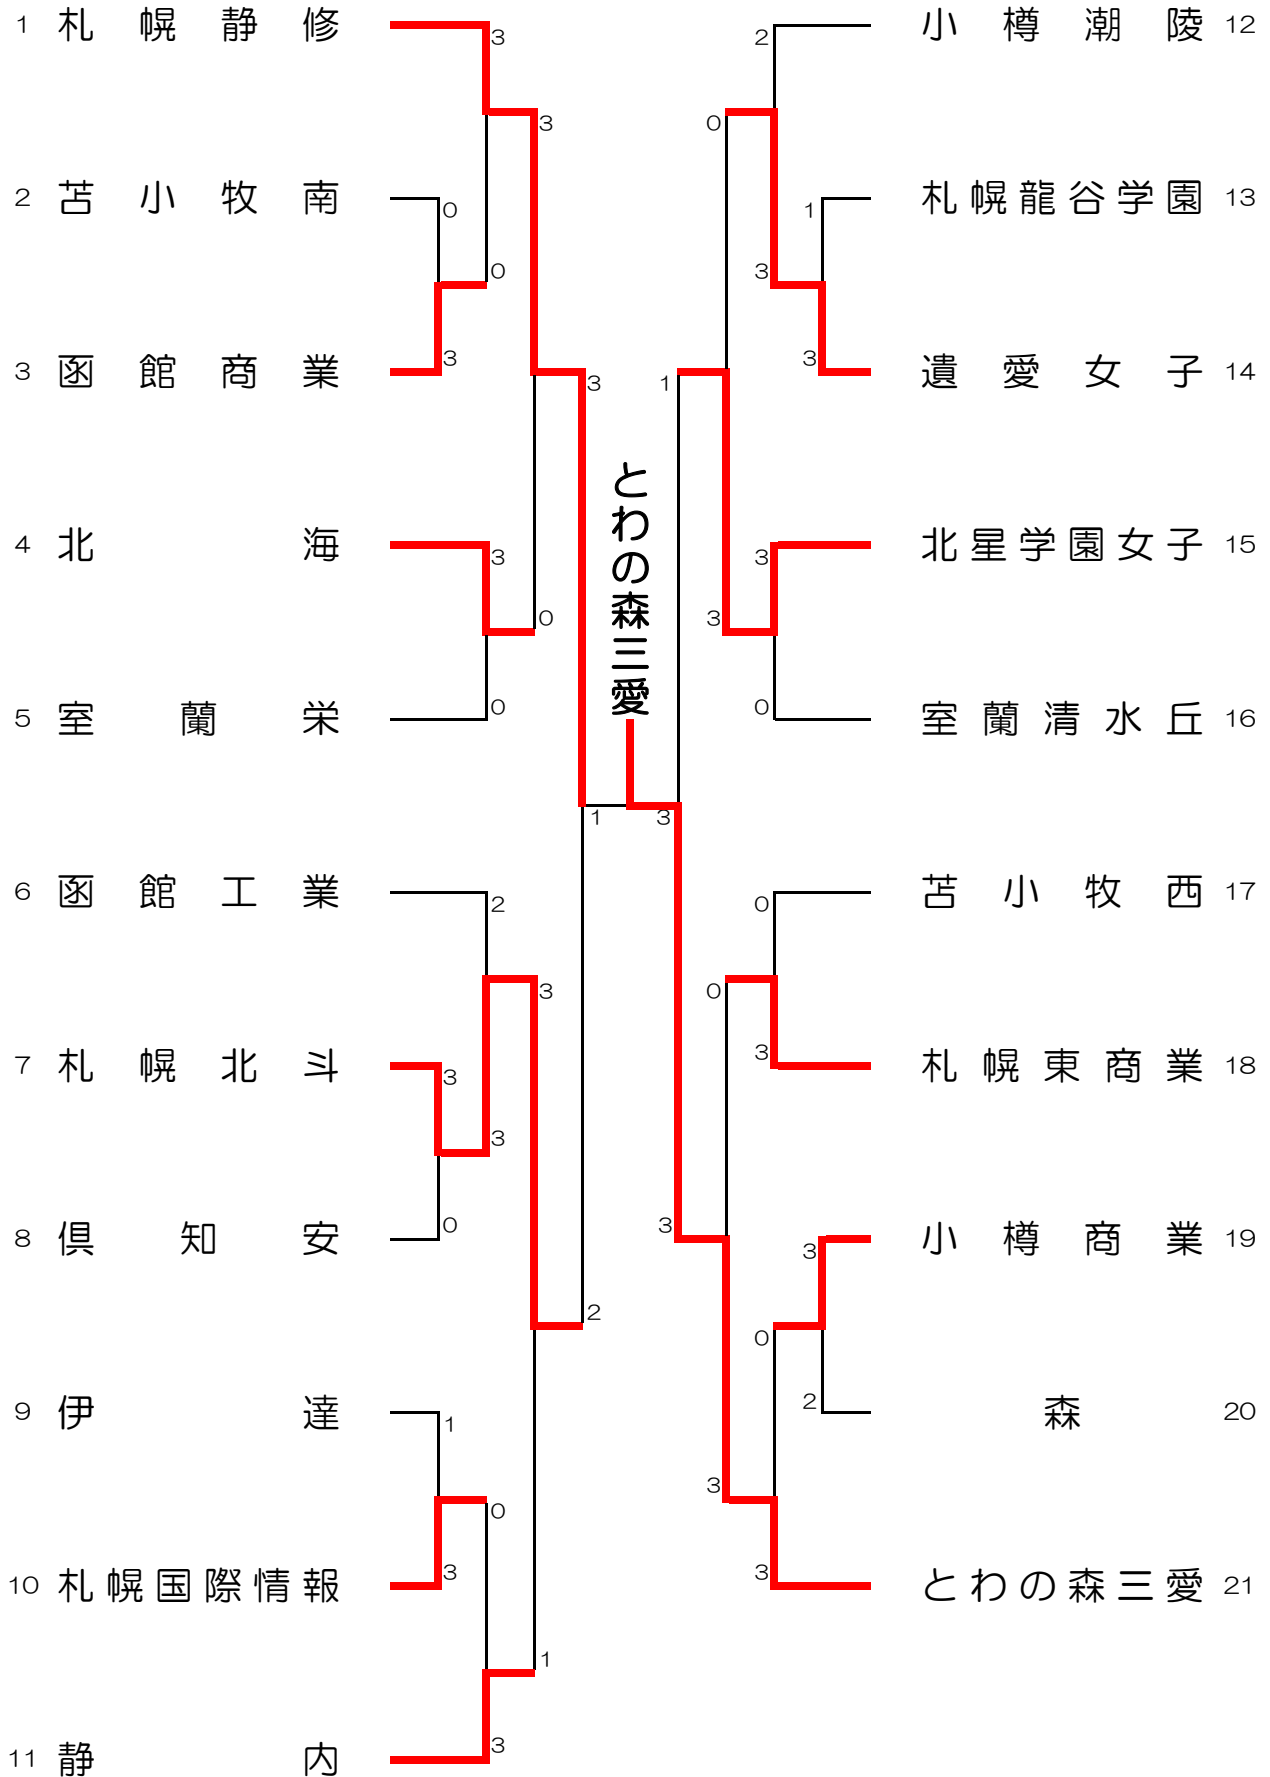 1 札幌静修
3
3
2 苫小牧南
0
0
3 函館商業
3
3
4 北海
3
0
5 室蘭栄
0
1
6 函館工業
2
3
7 札幌北斗
3
3
8 倶知安
0
2
9 伊達
1
0
10 札幌国際情報
3
1
11 静内
3
とわの森三愛
小樽潮陵 12
2
0
札幌龍谷学園 13
1
3
遺愛女子 14
3
1
北星学園女子 15
3
3
室蘭清水丘 16
0
3
苫小牧西 17
0
0
札幌東商業 18
3
小樽商業 19
3
3
0
森 20
2
3
とわの森三愛 21
3